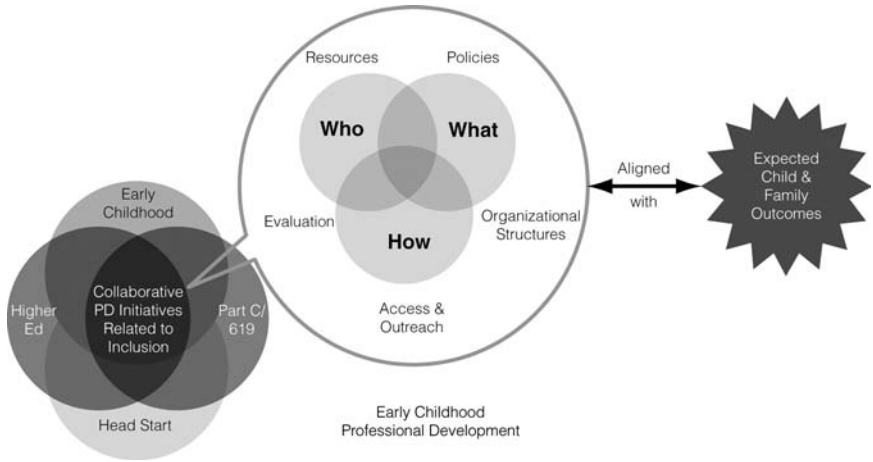 Resources
Policies
Who
What
Evaluation
Organizational
Structures
How
Access &
Outreach
Aligned
with
Expected
Child &
Family
Outcomes
Early
Childhood
Higher
Ed
Collaborative
PD Initiatives
Related to
Inclusion
Part C/
619
Head Start
Early Childhood
Professional Development